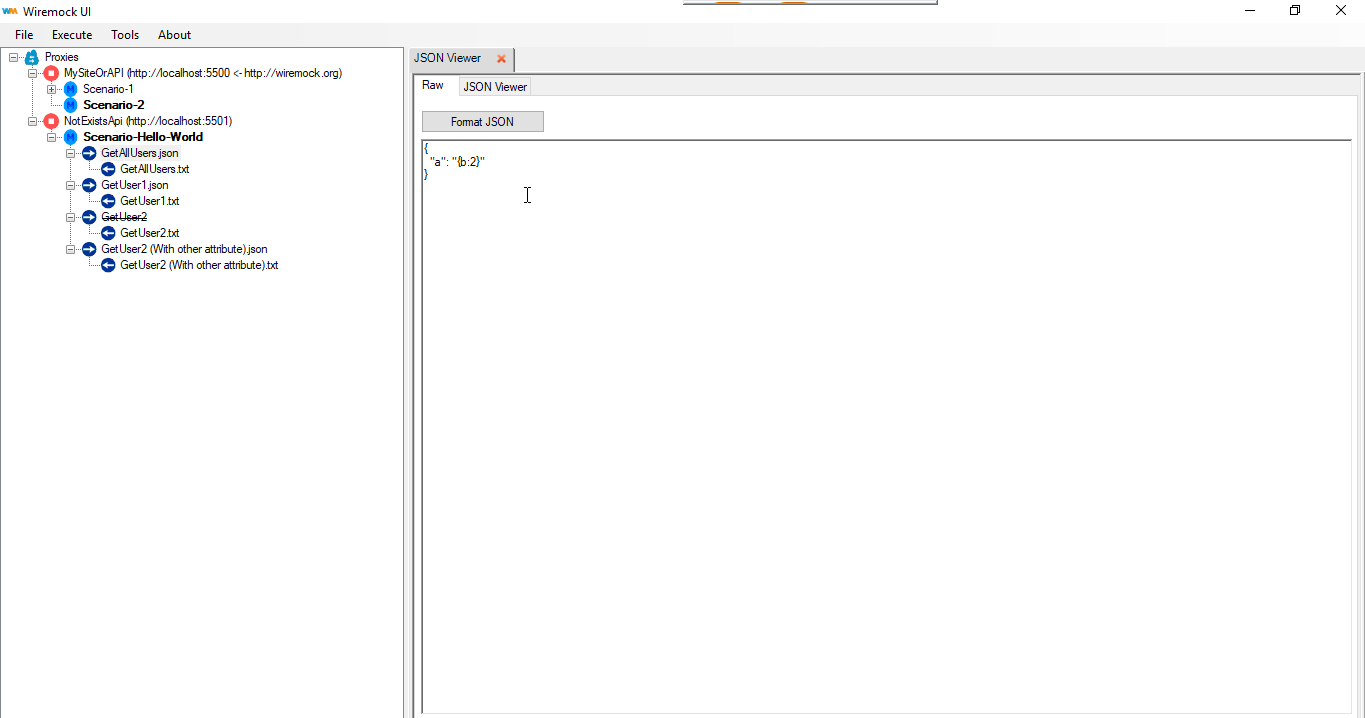 WM Wiremock UI
File Execute Tools About
Proxies
MySiteOrAPI (http://localhost:5500 <- http://wiremock.org)
M Scenario-1
M Scenario-2
NotExistsApi (http://localhost:5501)
M Scenario-Hello-World
GetAllUsers.json
GetAllUsers.txt
GetUser1.json
GetUser1.txt
GetUser2
GetUser2.txt
GetUser2 (With other attribute).json
GetUser2 (With other attribute).txt
JSON Viewer
Raw JSON Viewer
Format JSON
{
"a": "{b:2}"
}